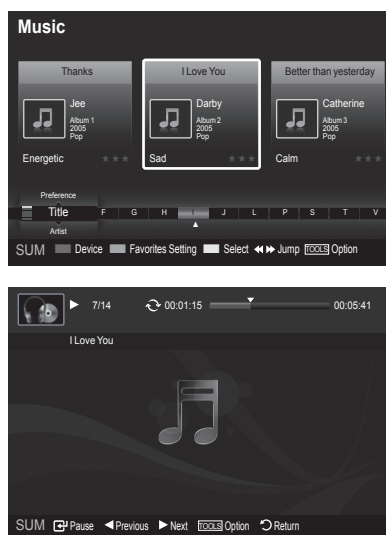 Music
Thanks I Love You Better than yesterday
Jee Darby Catherine
Album 1 Album 2 Album 3
2005 2005 2005
Pop Pop Pop
Energetic Sad Calm
Preference
Title F G H I J L P S T V
Artist
SUM Device Favorites Setting Select Jump TOOLS Option
7/14 00:01:15 00:05:41
I Love You
SUM Pause Previous Next TOOLS Option Return